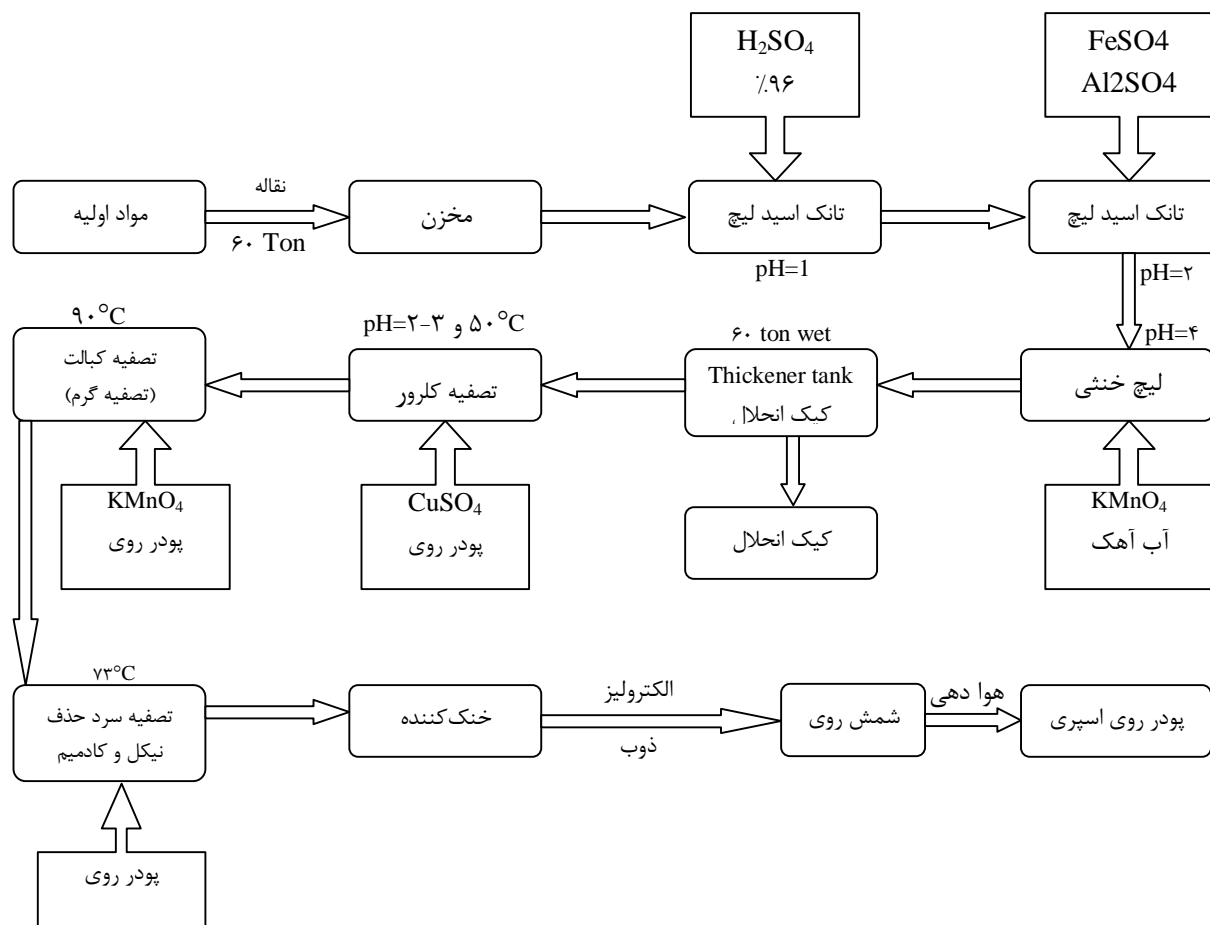 H₂SO₄
٪۹۶
FeSO4
Al2SO4
مواد اولیه
نقاله
۶۰ Ton
مخزن
تانک اسید لیچ
pH=1
تانک اسید لیچ
pH=۲
pH=۴
لیچ خنثی
KMnO₄
آب آهک
۶۰ ton wet
Thickener tank
کیک انحلال
کیک انحلال
pH=۲-۳ و ۵۰°C
تصفیه کلرور
CuSO₄
پودر روی
۹۰°C
تصفیه کبالت
(تصفیه گرم)
KMnO₄
پودر روی
۷۳°C
تصفیه سرد حذف
نیکل و کادمیم
پودر روی
خنک‌کننده
الکترولیز
ذوب
شمش روی
هوا دهی
پودر روی اسپری